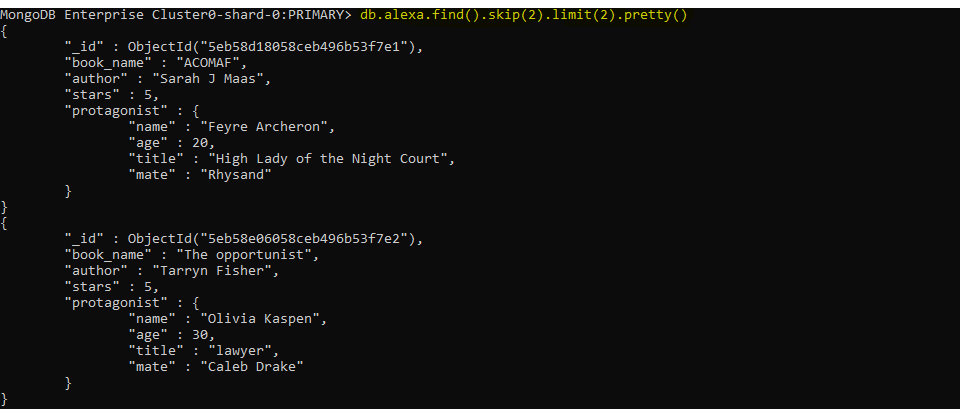 MongoDB Enterprise Cluster0-shard-0:PRIMARY> db.alexa.find().skip(2).limit(2).pretty()
{
        "_id" : ObjectId("5eb58d18058ceb496b53f7e1"),
        "book_name" : "ACOMAF",
        "author" : "Sarah J Maas",
        "stars" : 5,
        "protagonist" : {
                "name" : "Feyre Archeron",
                "age" : 20,
                "title" : "High Lady of the Night Court",
                "mate" : "Rhysand"
        }
}
{
        "_id" : ObjectId("5eb58e06058ceb496b53f7e2"),
        "book_name" : "The opportunist",
        "author" : "Tarryn Fisher",
        "stars" : 5,
        "protagonist" : {
                "name" : "Olivia Kaspen",
                "age" : 30,
                "title" : "lawyer",
                "mate" : "Caleb Drake"
        }
}